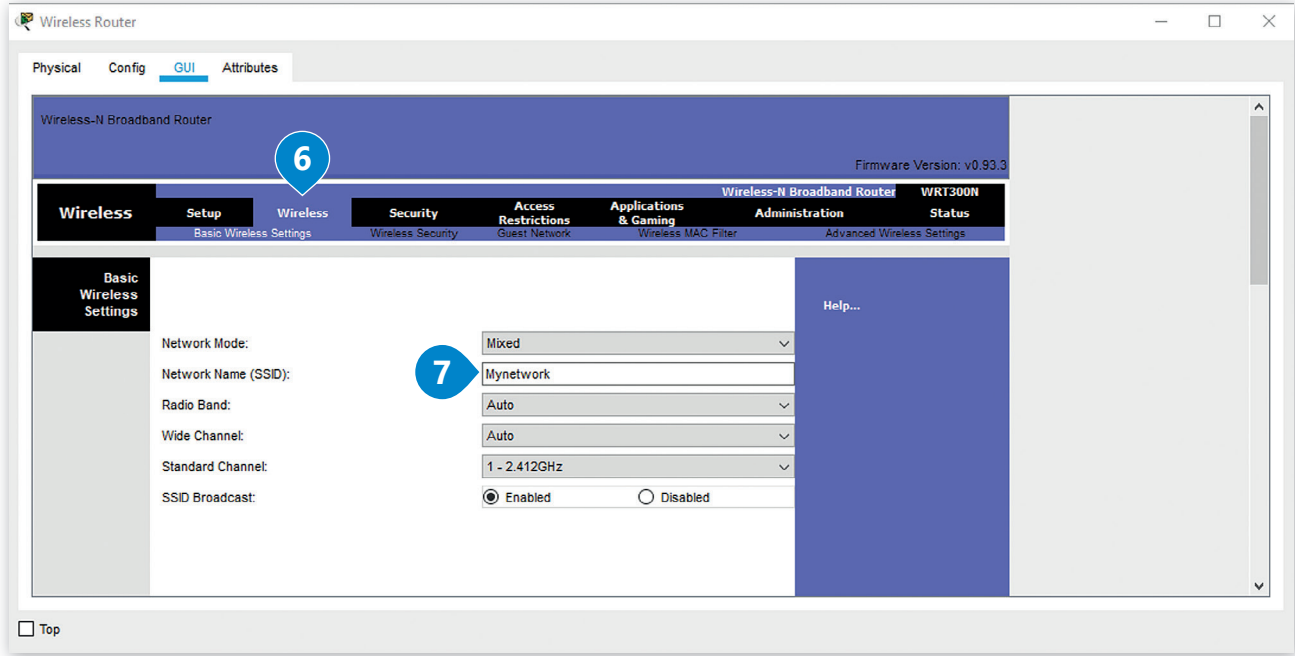 Wireless Router
Physical Config GUI Attributes
Wireless-N Broadband Router
6
Firmware Version: v0.93.3
Wireless-N Broadband Router WRT300N
Wireless Setup Wireless Security Access Restrictions Applications & Gaming Administration Status
Basic Wireless Settings Wireless Security Guest Network Wireless MAC Filter Advanced Wireless Settings
Basic
Wireless
Settings
Help...
Network Mode: Mixed
Network Name (SSID): 7 Mynetwork
Radio Band: Auto
Wide Channel: Auto
Standard Channel: 1 - 2.412GHz
SSID Broadcast: Enabled Disabled
Top